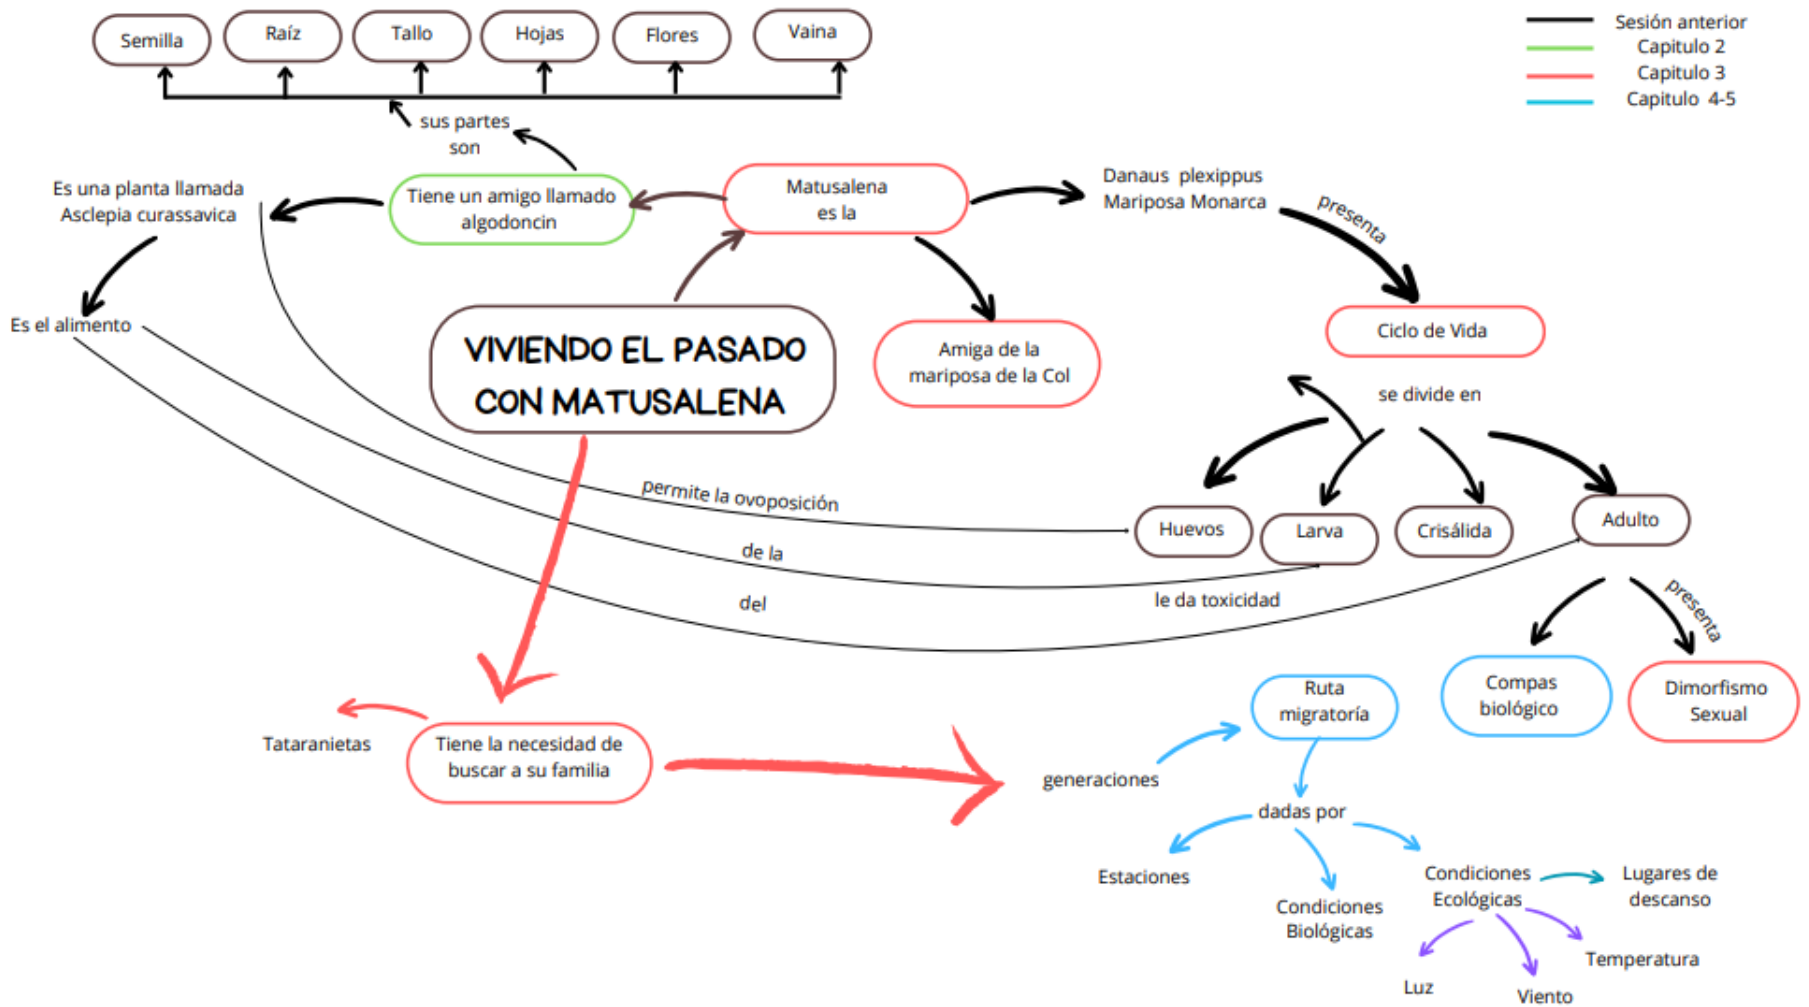 Semilla
Raíz
Tallo
Hojas
Flores
Vaina
Sesión anterior
Capitulo 2
Capitulo 3
Capitulo 4-5
sus partes
son
Es una planta llamada
Asclepia curassavica
Tiene un amigo llamado
algodoncin
Matusalena
es la
Danaus plexippus
Mariposa Monarca
presenta
Es el alimento
VIVIENDO EL PASADO
CON MATUSALENA
Amiga de la
mariposa de la Col
Ciclo de Vida
se divide en
permite la ovoposición
Huevos
Larva
Crisálida
Adulto
de la
del
le da toxicidad
presenta
Compas
biológico
Dimorfismo
Sexual
Ruta
migratoría
Tataranietas
Tiene la necesidad de
buscar a su familia
generaciones
dadas por
Estaciones
Condiciones
Biológicas
Condiciones
Ecológicas
Lugares de
descanso
Temperatura
Luz
Viento